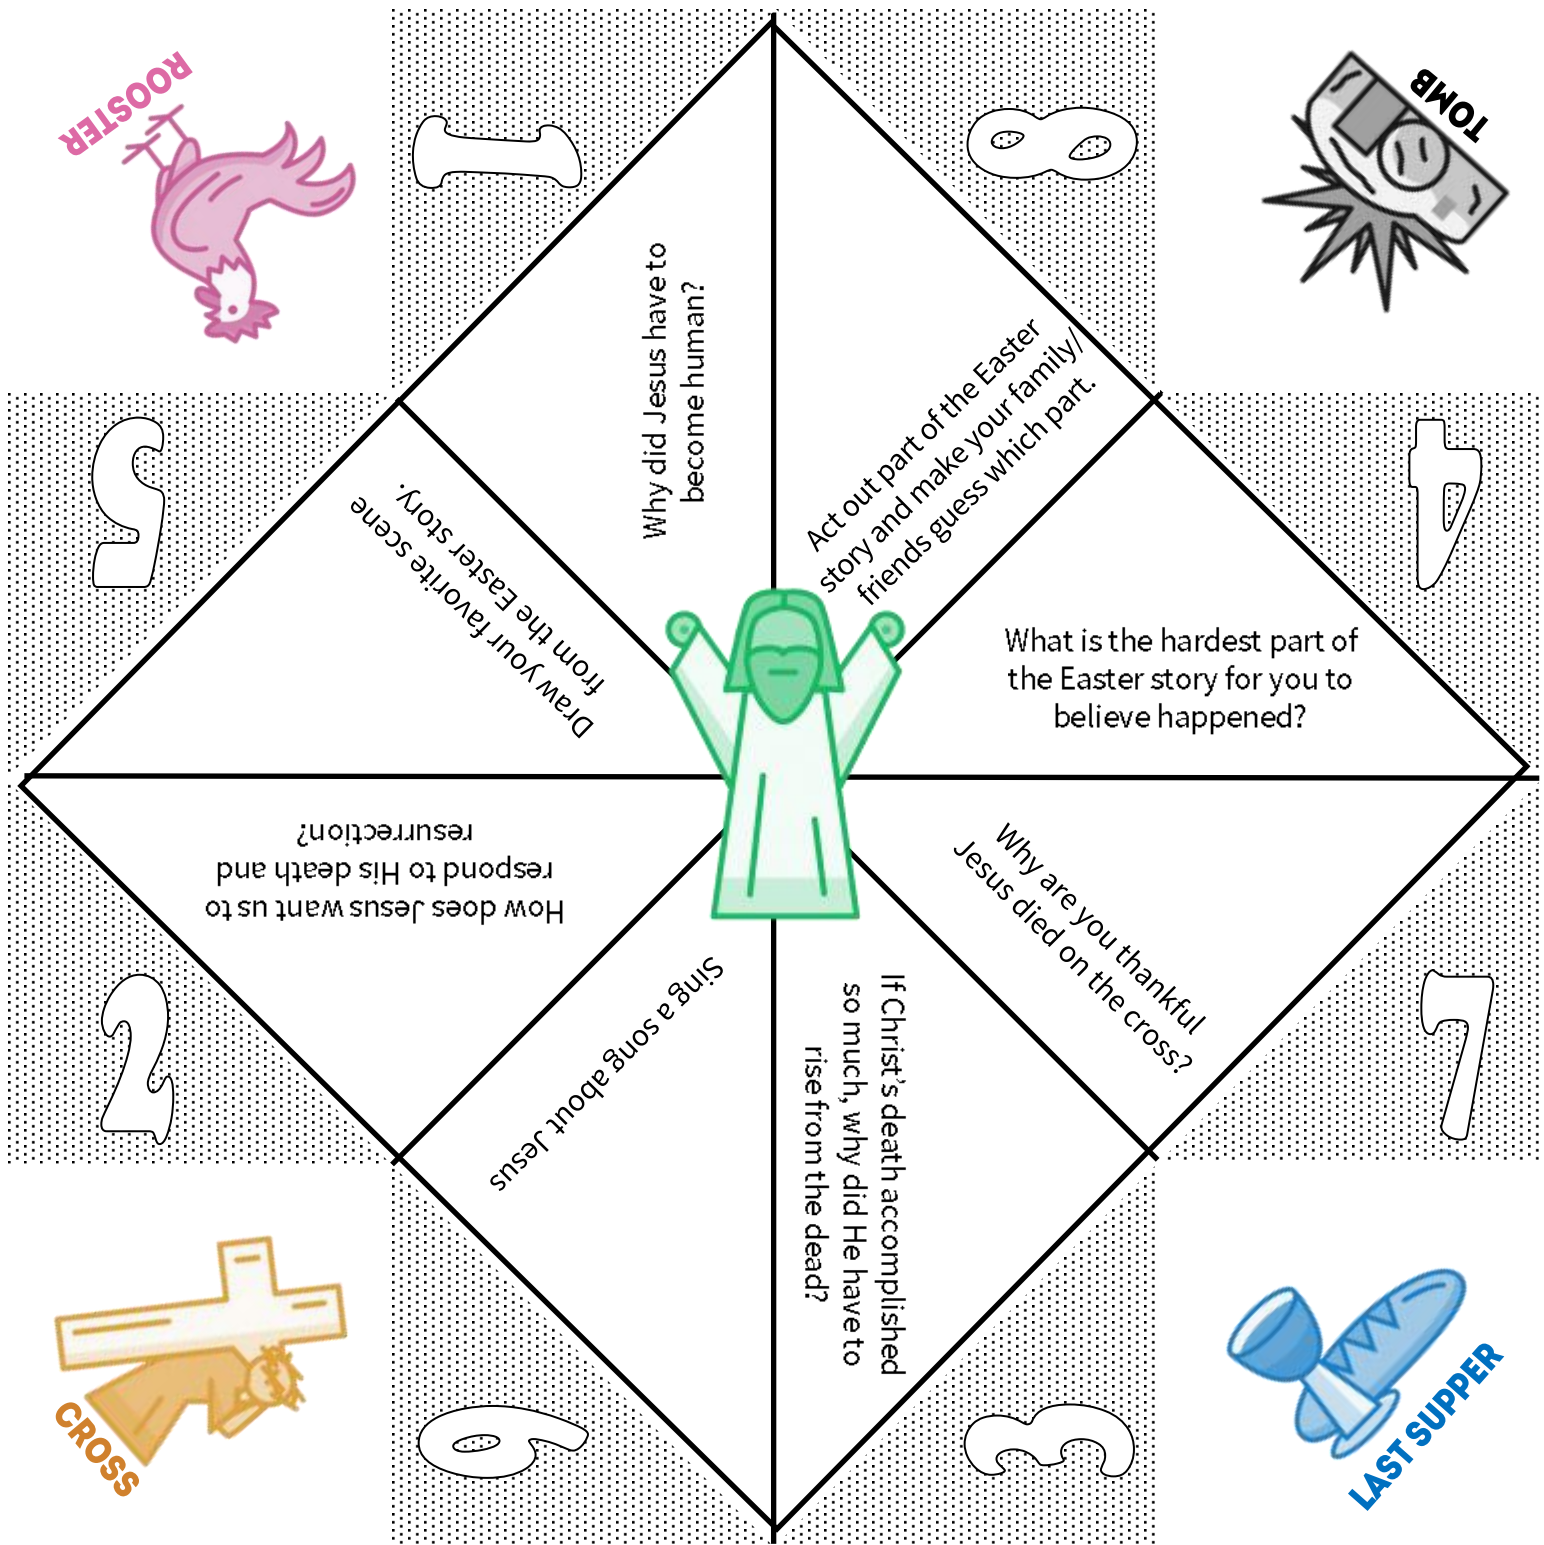 ROOSTER
TOMB
1
8
5
4
Why did Jesus have to
become human?
Act out part of the Easter
story and make your family/
friends guess which part.
Draw your favorite scene
from the Easter story.
What is the hardest part of
the Easter story for you to
believe happened?
How does Jesus want us to
respond to His death and
resurrection?
Why are you thankful
Jesus died on the cross?
Sing a song about Jesus
If Christ's death accomplished
so much, why did He have to
rise from the dead?
2
7
6
3
CROSS
LAST SUPPER